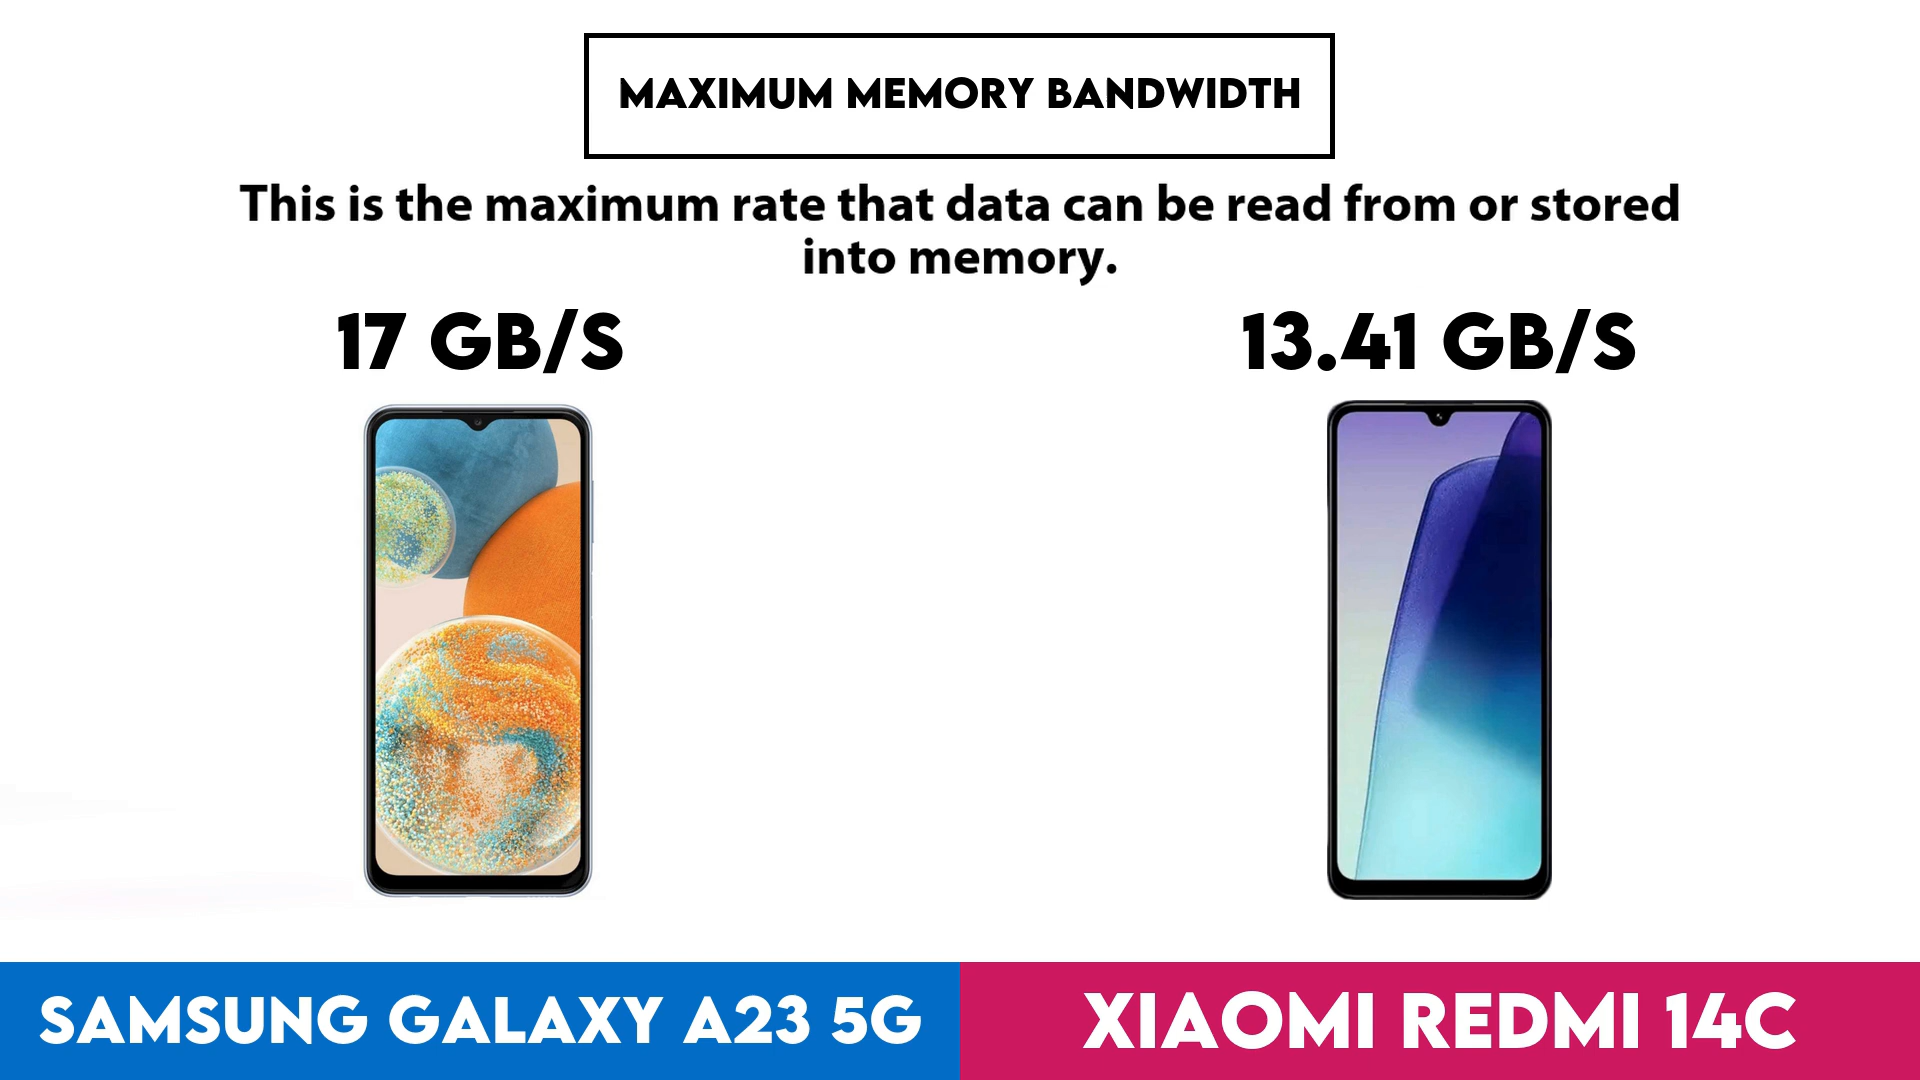 MAXIMUM MEMORY BANDWIDTH
This is the maximum rate that data can be read from or stored
into memory.
17 GB/S
13.41 GB/S
SAMSUNG GALAXY A23 5G
XIAOMI REDMI 14C